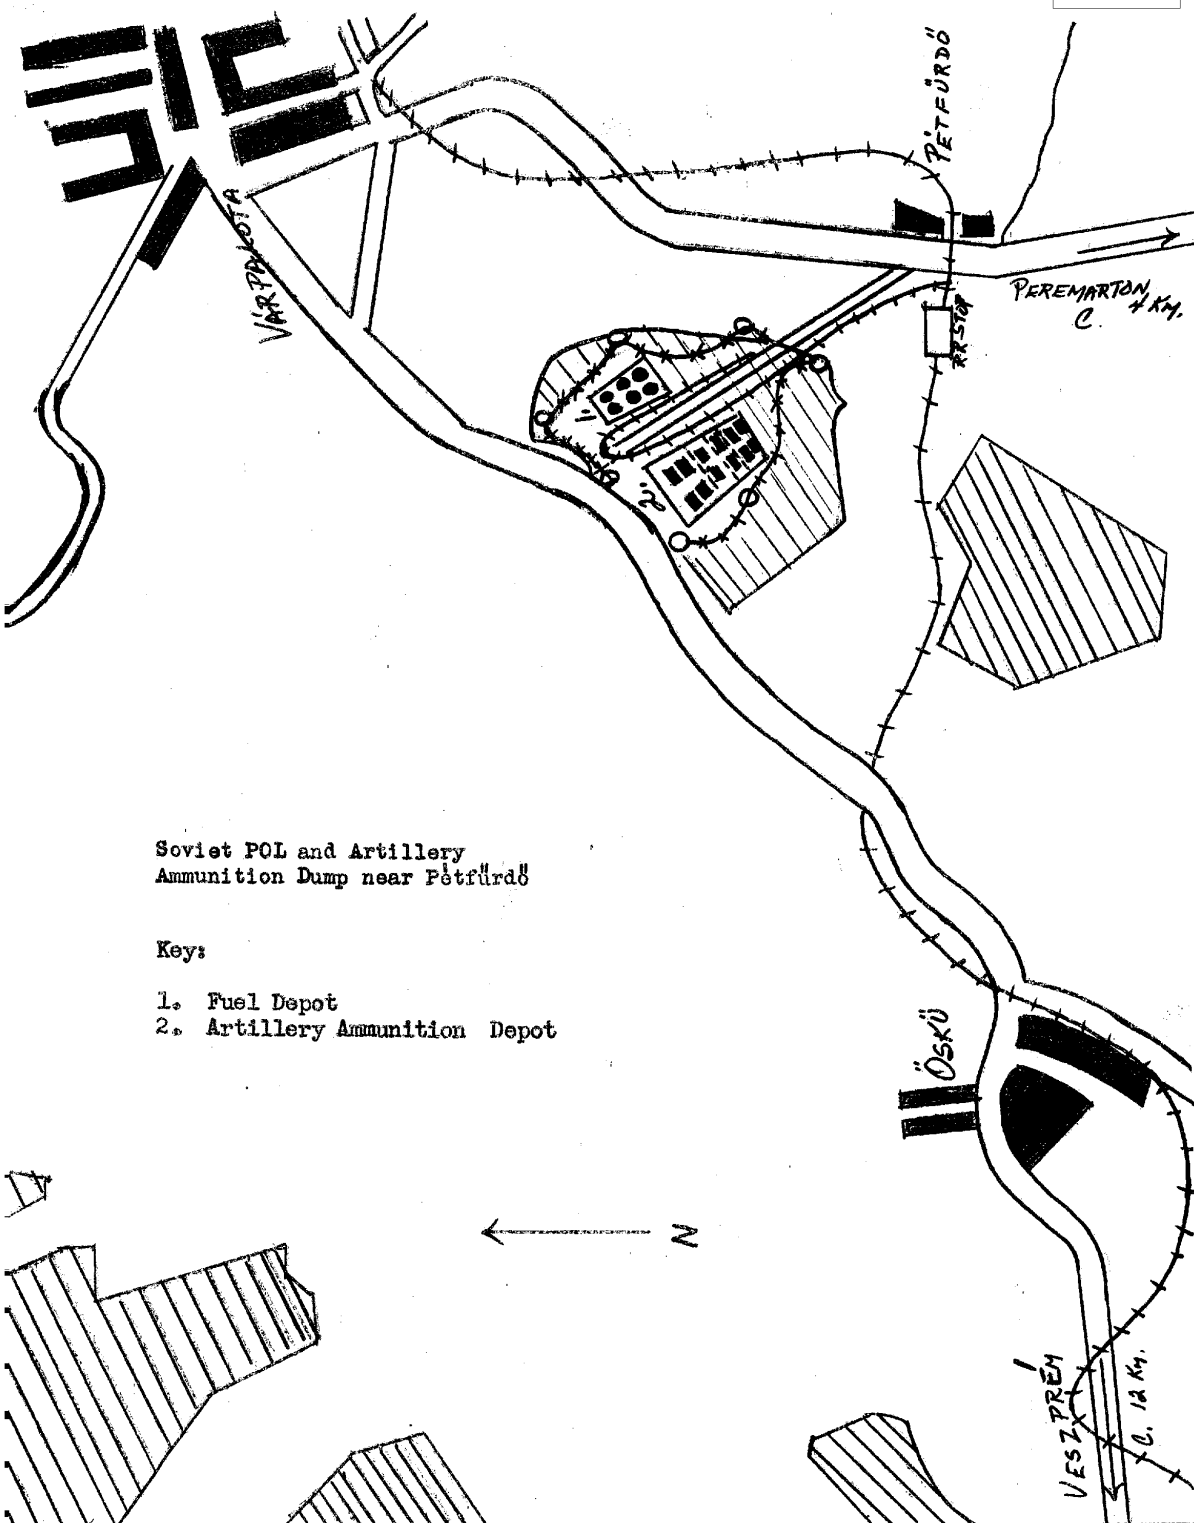 PÉTFÜRDŐ
VÁRPALOTA
PEREMARTON
C. 4 KM.
RR STOP
1.
2.
Soviet POL and Artillery
Ammunition Dump near Pétfürdő
Key:
1. Fuel Depot
2. Artillery Ammunition Depot
ÖSKÜ
N
VESZPRÉM
C. 12 Km.